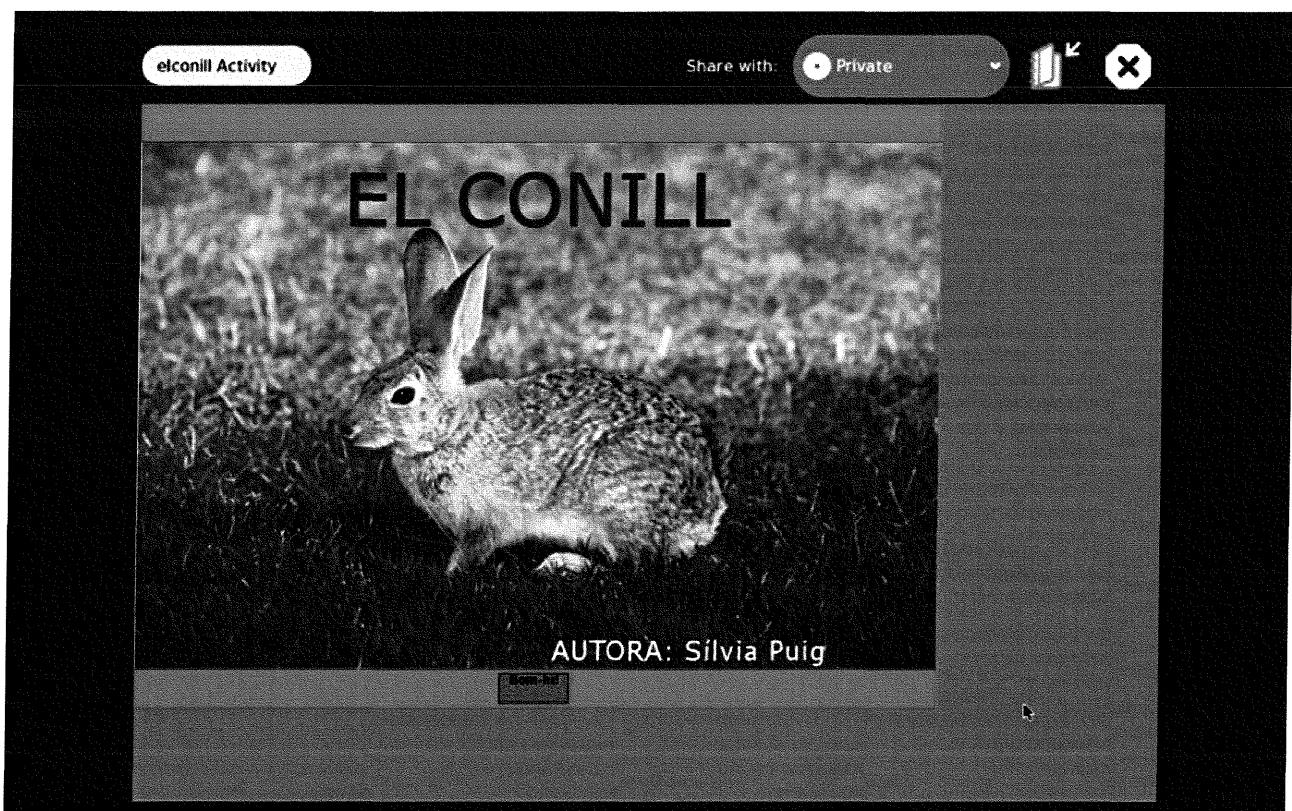 elconill Activity
Share with: Private
EL CONILL
AUTORA: Sílvia Puig